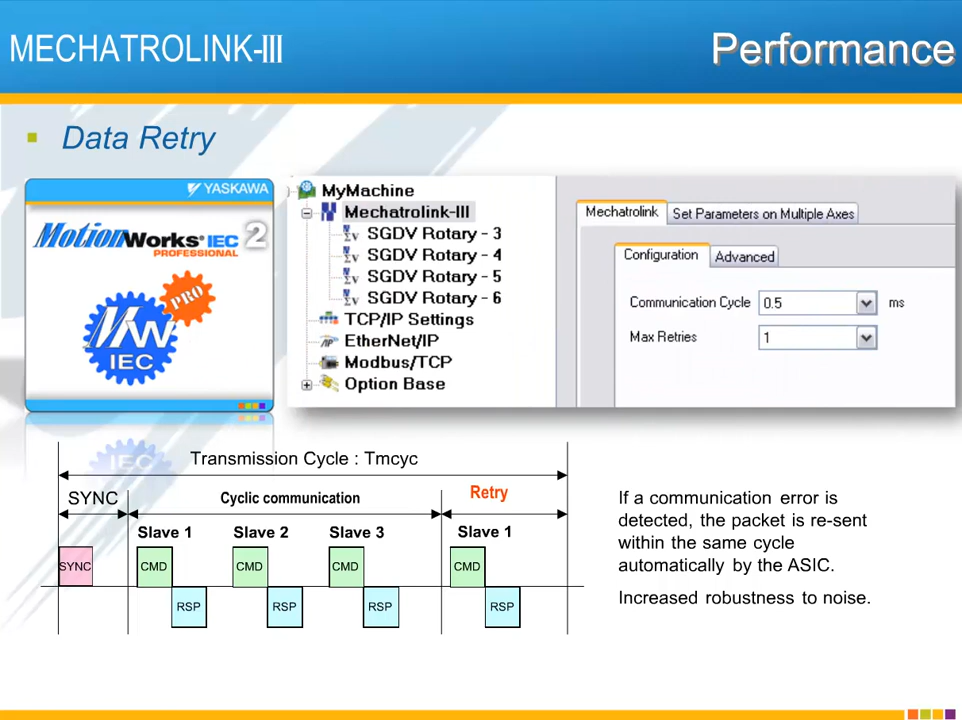 MECHATROLINK-III
Performance
Data Retry
YASKAWA
MotionWorks® IEC 2
PROFESSIONAL
PRO
MW
IEC
MyMachine
Mechatrolink-III
SGDV Rotary - 3
SGDV Rotary - 4
SGDV Rotary - 5
SGDV Rotary - 6
TCP/IP Settings
EtherNet/IP
Modbus/TCP
Option Base
Mechatrolink
Set Parameters on Multiple Axes
Configuration
Advanced
Communication Cycle 0.5 ms
Max Retries 1
Transmission Cycle : Tmcyc
SYNC Cyclic communication Retry
Slave 1 Slave 2 Slave 3 Slave 1
SYNC CMD CMD CMD CMD
RSP RSP RSP RSP
If a communication error is
detected, the packet is re-sent
within the same cycle
automatically by the ASIC.
Increased robustness to noise.